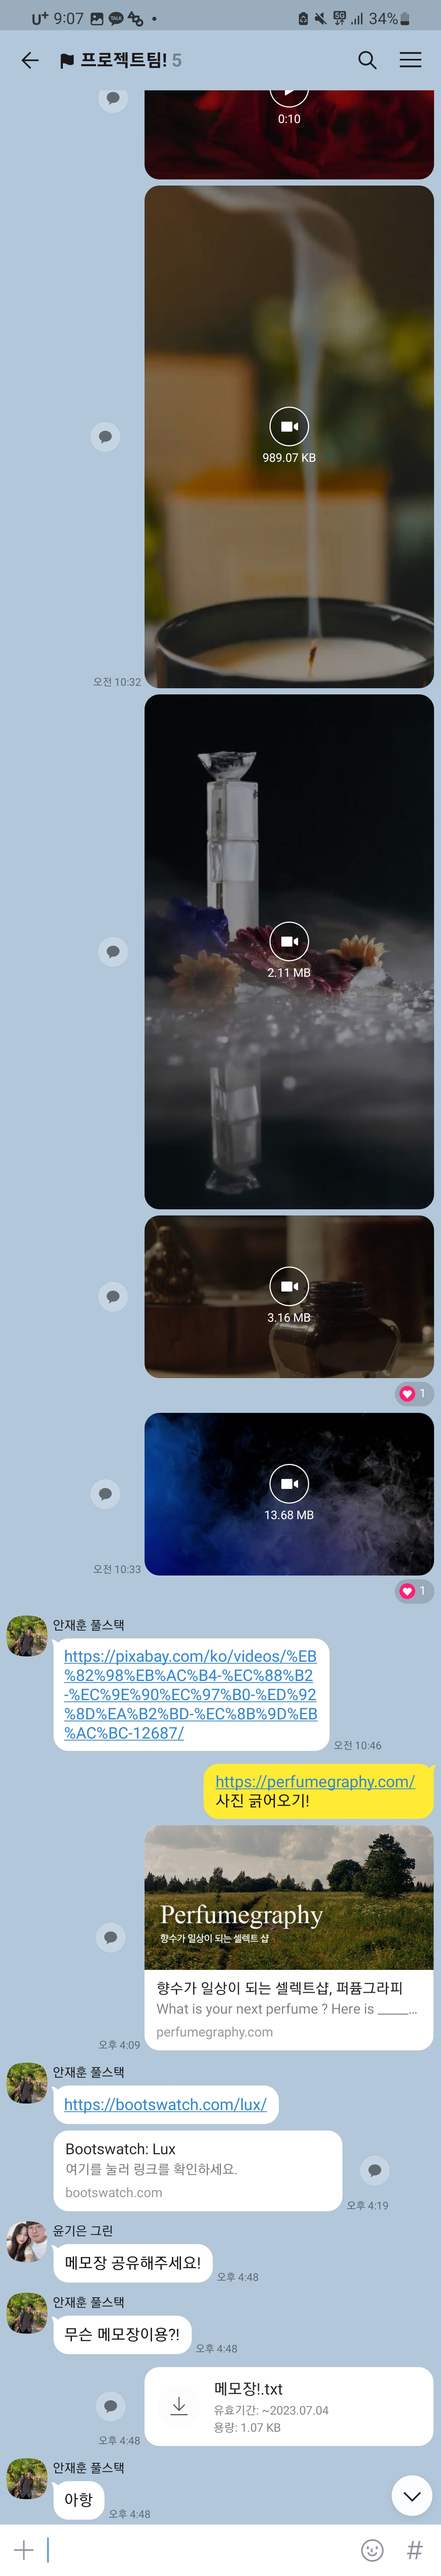 U+ 9:07
5G
34%
프로젝트팀! 5
0:10
989.07 KB
오전 10:32
2.11 MB
3.16 MB
1
13.68 MB
오전 10:33
1
안재훈 풀스택
https://pixabay.com/ko/videos/%EB
%82%98%EB%AC%B4-%EC%88%B2
-%EC%9E%90%EC%97%B0-%ED%92
%8D%EA%B2%BD-%EC%8B%9D%EB
%AC%BC-12687/
오전 10:46
https://perfumegraphy.com/
사진 긁어오기!
Perfumegraphy
향수가 일상이 되는 셀렉트 샵
향수가 일상이 되는 셀렉트샵, 퍼퓸그라피
What is your next perfume ? Here is _____...
perfumegraphy.com
오후 4:09
안재훈 풀스택
https://bootswatch.com/lux/
Bootswatch: Lux
여기를 눌러 링크를 확인하세요.
bootswatch.com
오후 4:19
윤기은 그린
메모장 공유해주세요!
오후 4:48
안재훈 풀스택
무슨 메모장이용?!
오후 4:48
메모장!.txt
유효기간: ~2023.07.04
용량: 1.07 KB
오후 4:48
안재훈 풀스택
아항
오후 4:48
#